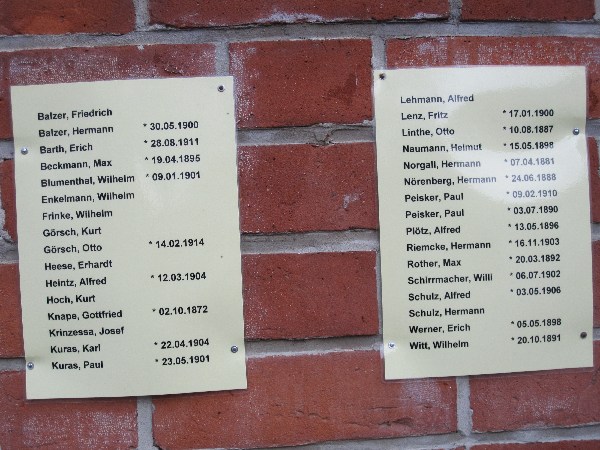 Balzer, Friedrich
Balzer, Hermann * 30.05.1900
Barth, Erich * 28.08.1911
Beckmann, Max * 19.04.1895
Blumenthal, Wilhelm * 09.01.1901
Enkelmann, Wilhelm
Frinke, Wilhelm
Görsch, Kurt
Görsch, Otto * 14.02.1914
Heese, Erhardt
Heintz, Alfred * 12.03.1904
Hoch, Kurt
Knape, Gottfried * 02.10.1872
Krinzessa, Josef
Kuras, Karl * 22.04.1904
Kuras, Paul * 23.05.1901
Lehmann, Alfred
Lenz, Fritz * 17.01.1900
Linthe, Otto * 10.08.1887
Naumann, Helmut * 15.05.1898
Norgall, Hermann * 07.04.1881
Nörenberg, Hermann * 24.06.1888
Peisker, Paul * 09.02.1910
Peisker, Paul * 03.07.1890
Plötz, Alfred * 13.05.1896
Riemcke, Hermann * 16.11.1903
Rother, Max * 20.03.1892
Schirrmacher, Willi * 06.07.1902
Schulz, Alfred * 03.05.1906
Schulz, Hermann
Werner, Erich * 05.05.1898
Witt, Wilhelm * 20.10.1891